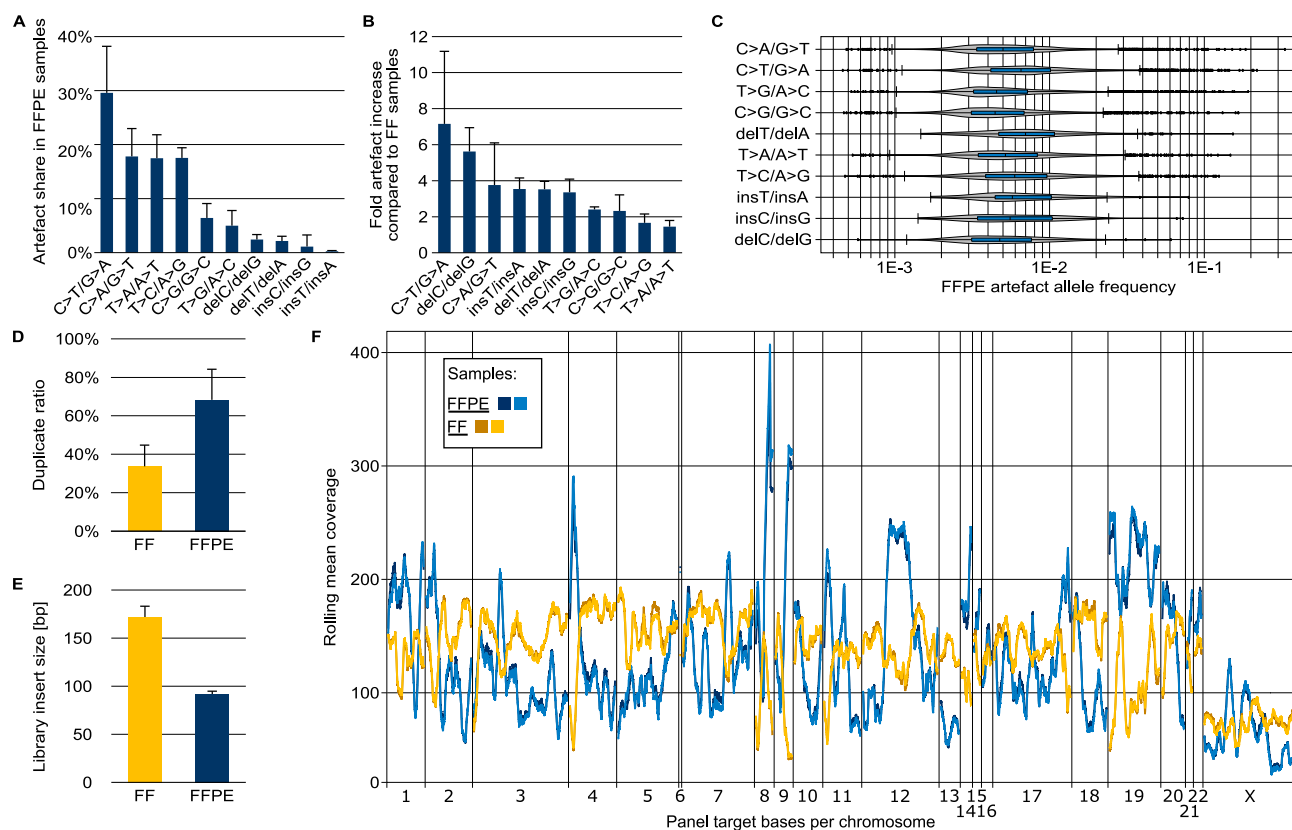 A
Artefact share in FFPE samples
40%
30%
20%
10%
0%
C>T/G>A
C>A/G>T
T>A/A>T
T>C/A>G
C>G/G>C
T>G/A>C
delC/delG
delT/delA
insC/insG
insT/insA
B
Fold artefact increase
compared to FF samples
12
10
8
6
4
2
0
C>T/G>A
delC/delG
C>A/G>T
insT/insA
delT/delA
insC/insG
T>G/A>C
C>G/G>C
T>C/A>G
T>A/A>T
C
C>A/G>T
C>T/G>A
T>G/A>C
C>G/G>C
delT/delA
T>A/A>T
T>C/A>G
insT/insA
insC/insG
delC/delG
1E-3 1E-2 1E-1
FFPE artefact allele frequency
D
Duplicate ratio
100%
80%
60%
40%
20%
0%
FF FFPE
E
Library insert size [bp]
200
150
100
50
0
FF FFPE
F
Rolling mean coverage
400
300
200
100
0
Samples:
FFPE
FF
1 2 3 4 5 6 7 8 9 10 11 12 13 14 15 16 17 18 19 20 21 22 X
Panel target bases per chromosome